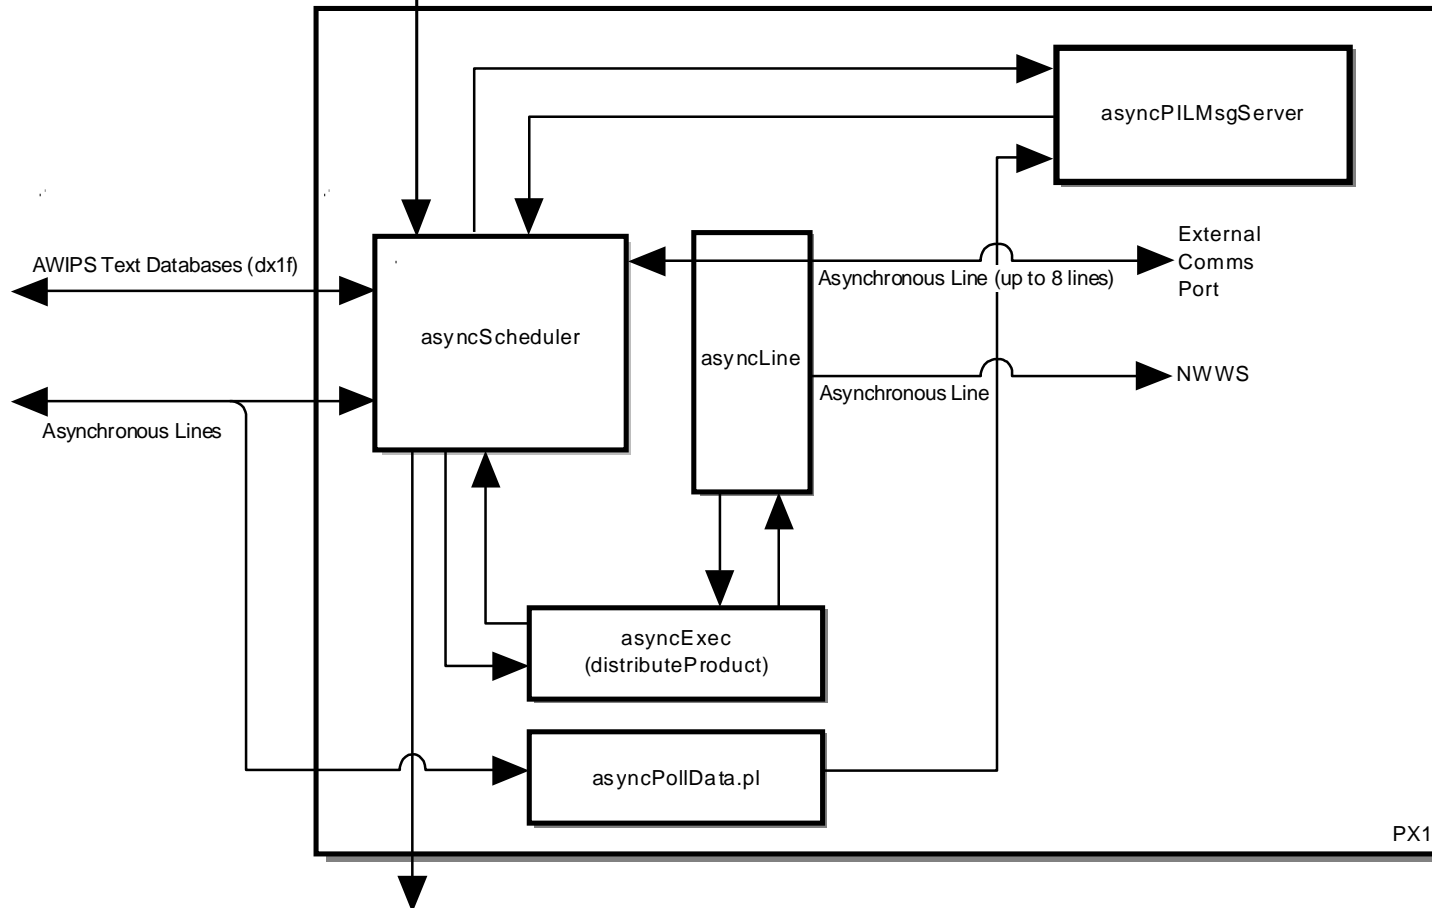 asyncPILMsgServer
External
Comms
Port
AWIPS Text Databases (dx1f)
Asynchronous Line (up to 8 lines)
asyncScheduler
asyncLine
NWWS
Asynchronous Line
Asynchronous Lines
asyncExec
(distributeProduct)
asyncPollData.pl
PX1